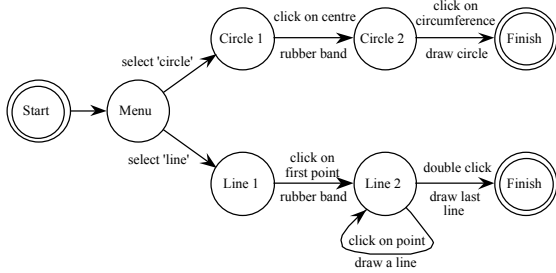 click on centre
click on
circumference
select 'circle'
Circle 1
rubber band
Circle 2
draw circle
Finish
Start
Menu
select 'line'
Line 1
click on
first point
rubber band
Line 2
double click
draw last
line
Finish
click on point
draw a line